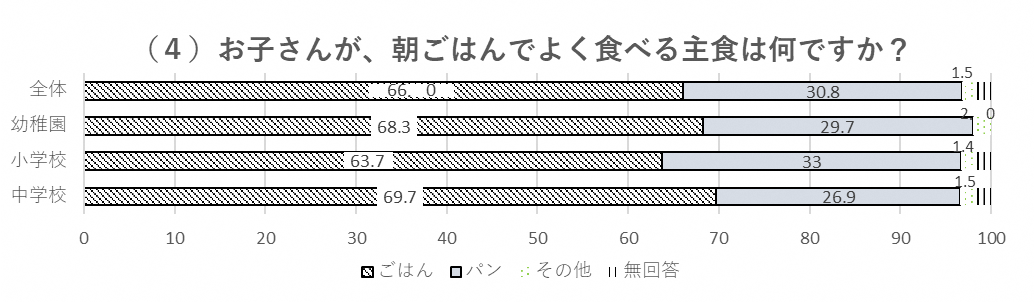 （４）お子さんが、朝ごはんでよく食べる主食は何ですか？
全体 66. 0 30.8 1.5
幼稚園 68.3 29.7 2 0
小学校 63.7 33 1.4
中学校 69.7 26.9 1.5
0 10 20 30 40 50 60 70 80 90 100
ごはん パン その他 無回答